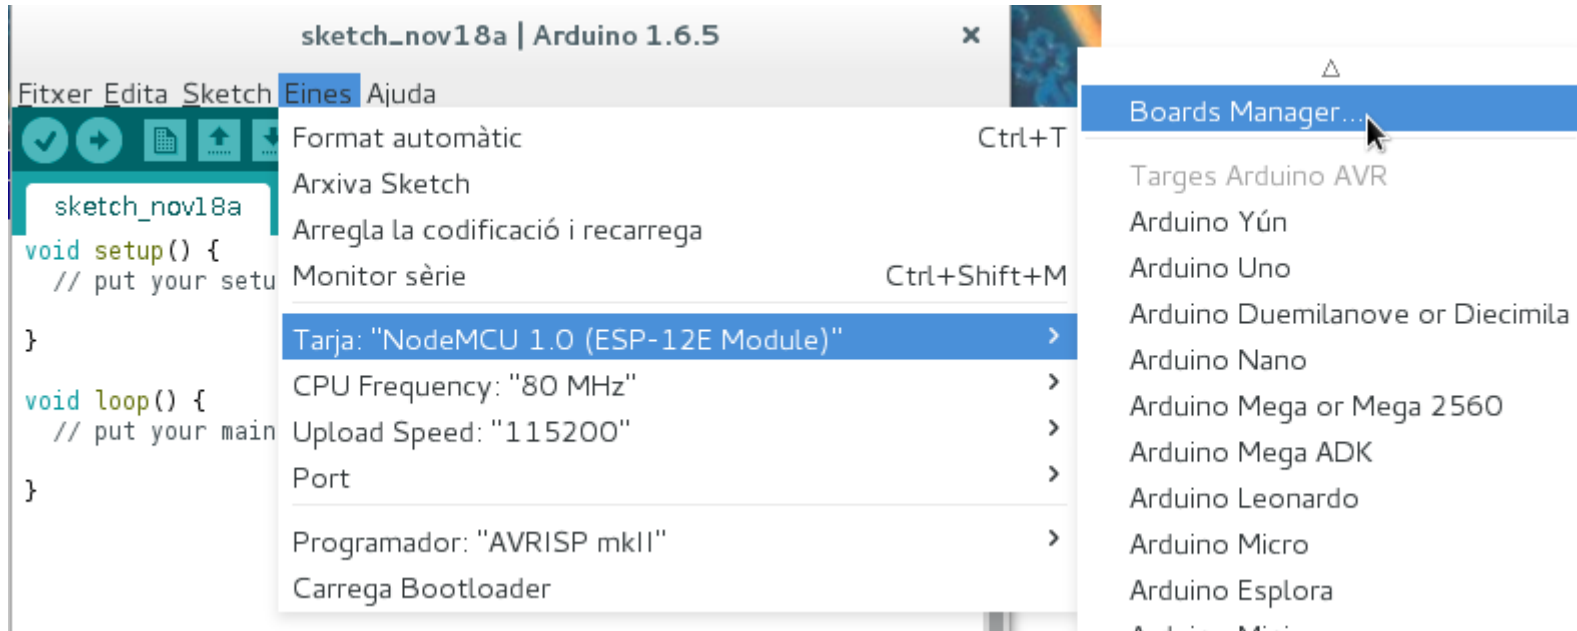 sketch_nov18a | Arduino 1.6.5
Fitxer Edita Sketch Eines Ajuda
sketch_nov18a
void setup() {
// put your setu
}
void loop() {
// put your main
}
Format automàtic Ctrl+T
Arxiva Sketch
Arregla la codificació i recarrega
Monitor sèrie Ctrl+Shift+M
Tarja: "NodeMCU 1.0 (ESP-12E Module)"
CPU Frequency: "80 MHz"
Upload Speed: "115200"
Port
Programador: "AVRISP mkII"
Carrega Bootloader
Boards Manager...
Targes Arduino AVR
Arduino Yún
Arduino Uno
Arduino Duemilanove or Diecimila
Arduino Nano
Arduino Mega or Mega 2560
Arduino Mega ADK
Arduino Leonardo
Arduino Micro
Arduino Esplora